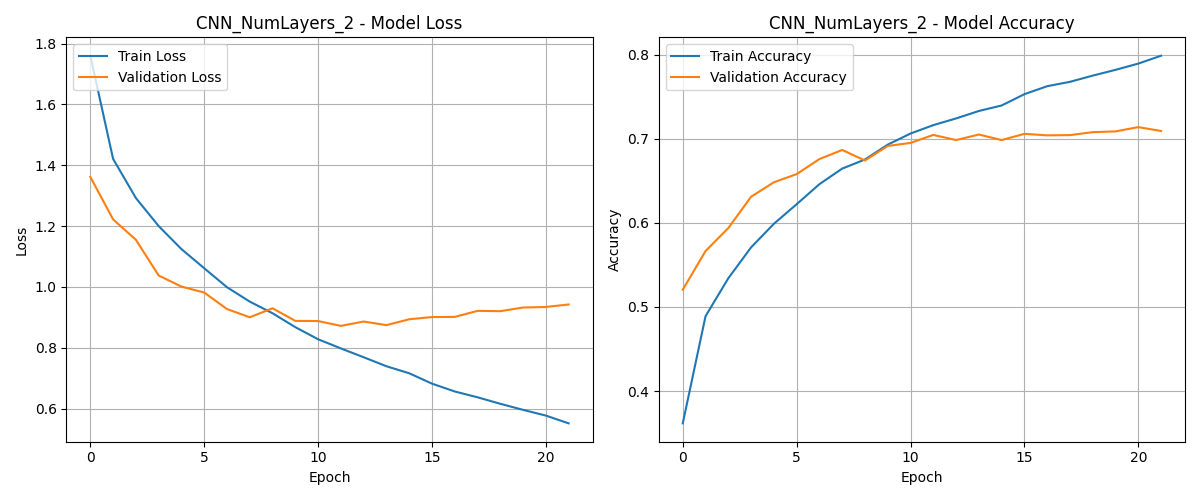 CNN_NumLayers_2 - Model Loss
Train Loss
Validation Loss
1.8
1.6
1.4
1.2
1.0
0.8
0.6
Loss
0 5 10 15 20
Epoch
CNN_NumLayers_2 - Model Accuracy
Train Accuracy
Validation Accuracy
0.8
0.7
0.6
0.5
0.4
Accuracy
0 5 10 15 20
Epoch